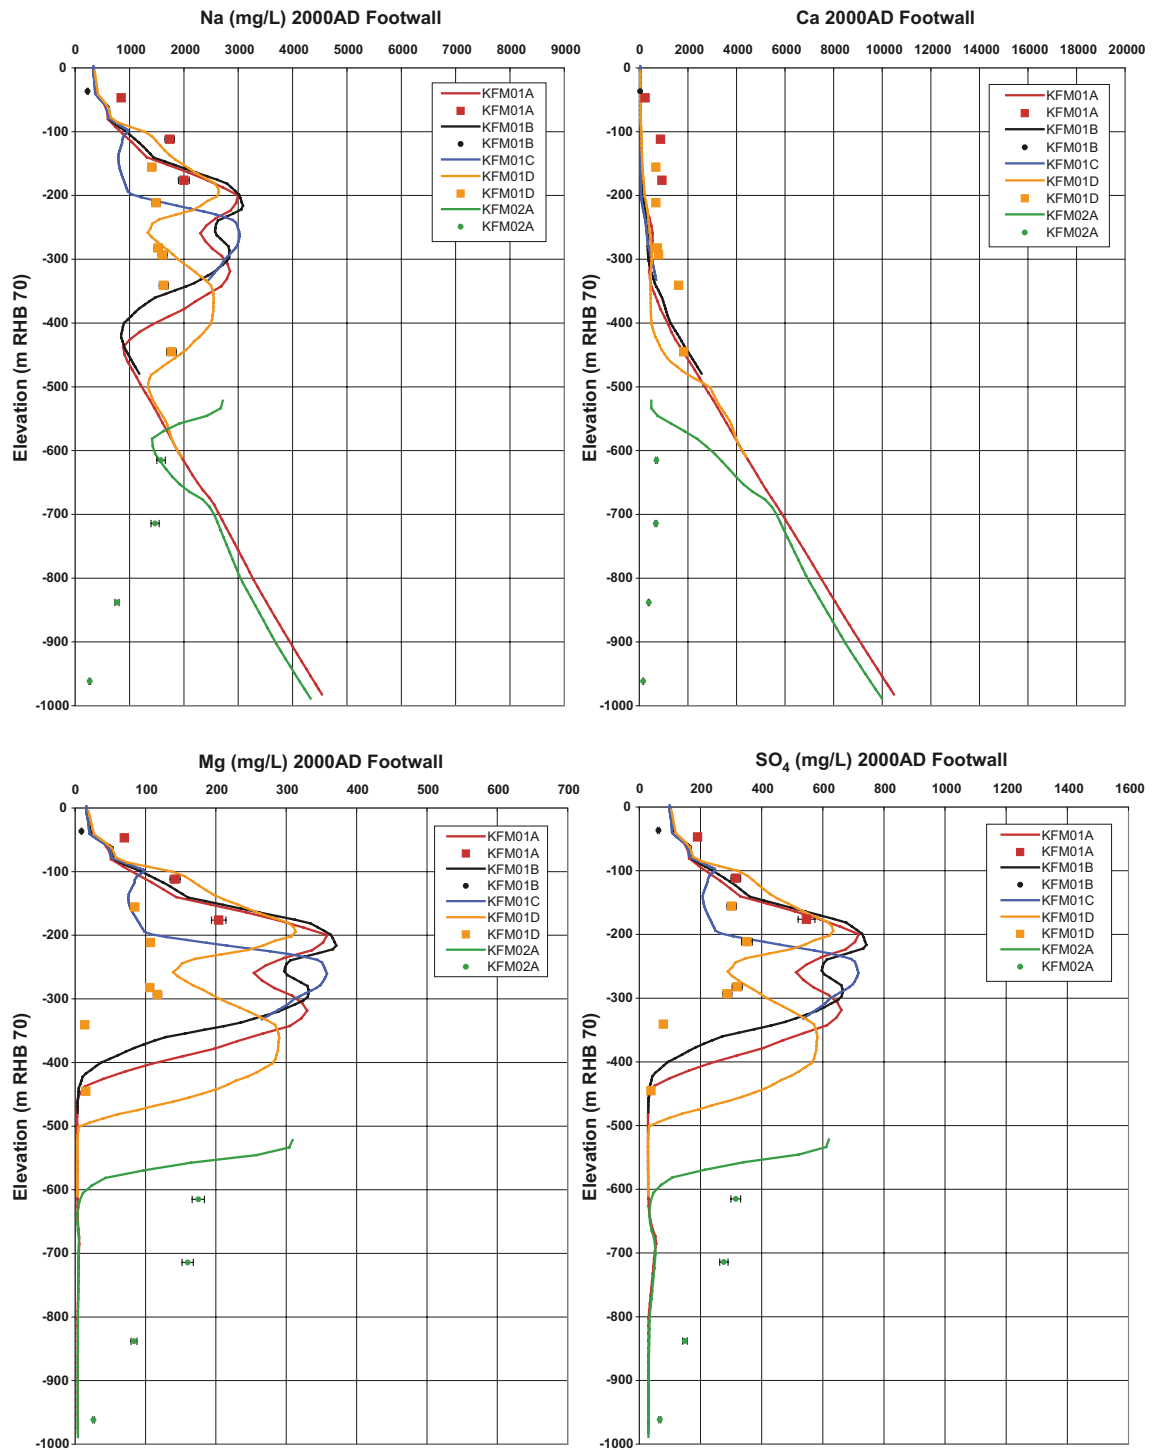 Na (mg/L) 2000AD Footwall
0 1000 2000 3000 4000 5000 6000 7000 8000 9000
0
-100
-200
-300
-400
-500
-600
-700
-800
-900
-1000
Elevation (m RHB 70)
KFM01A
KFM01A
KFM01B
KFM01B
KFM01C
KFM01D
KFM01D
KFM02A
KFM02A
Ca 2000AD Footwall
0 2000 4000 6000 8000 10000 12000 14000 16000 18000 20000
0
-100
-200
-300
-400
-500
-600
-700
-800
-900
-1000
Elevation (m RHB 70)
KFM01A
KFM01A
KFM01B
KFM01B
KFM01C
KFM01D
KFM01D
KFM02A
KFM02A
Mg (mg/L) 2000AD Footwall
0 100 200 300 400 500 600 700
0
-100
-200
-300
-400
-500
-600
-700
-800
-900
-1000
Elevation (m RHB 70)
KFM01A
KFM01A
KFM01B
KFM01B
KFM01C
KFM01D
KFM01D
KFM02A
KFM02A
SO4 (mg/L) 2000AD Footwall
0 200 400 600 800 1000 1200 1400 1600
0
-100
-200
-300
-400
-500
-600
-700
-800
-900
-1000
Elevation (m RHB 70)
KFM01A
KFM01A
KFM01B
KFM01B
KFM01C
KFM01D
KFM01D
KFM02A
KFM02A